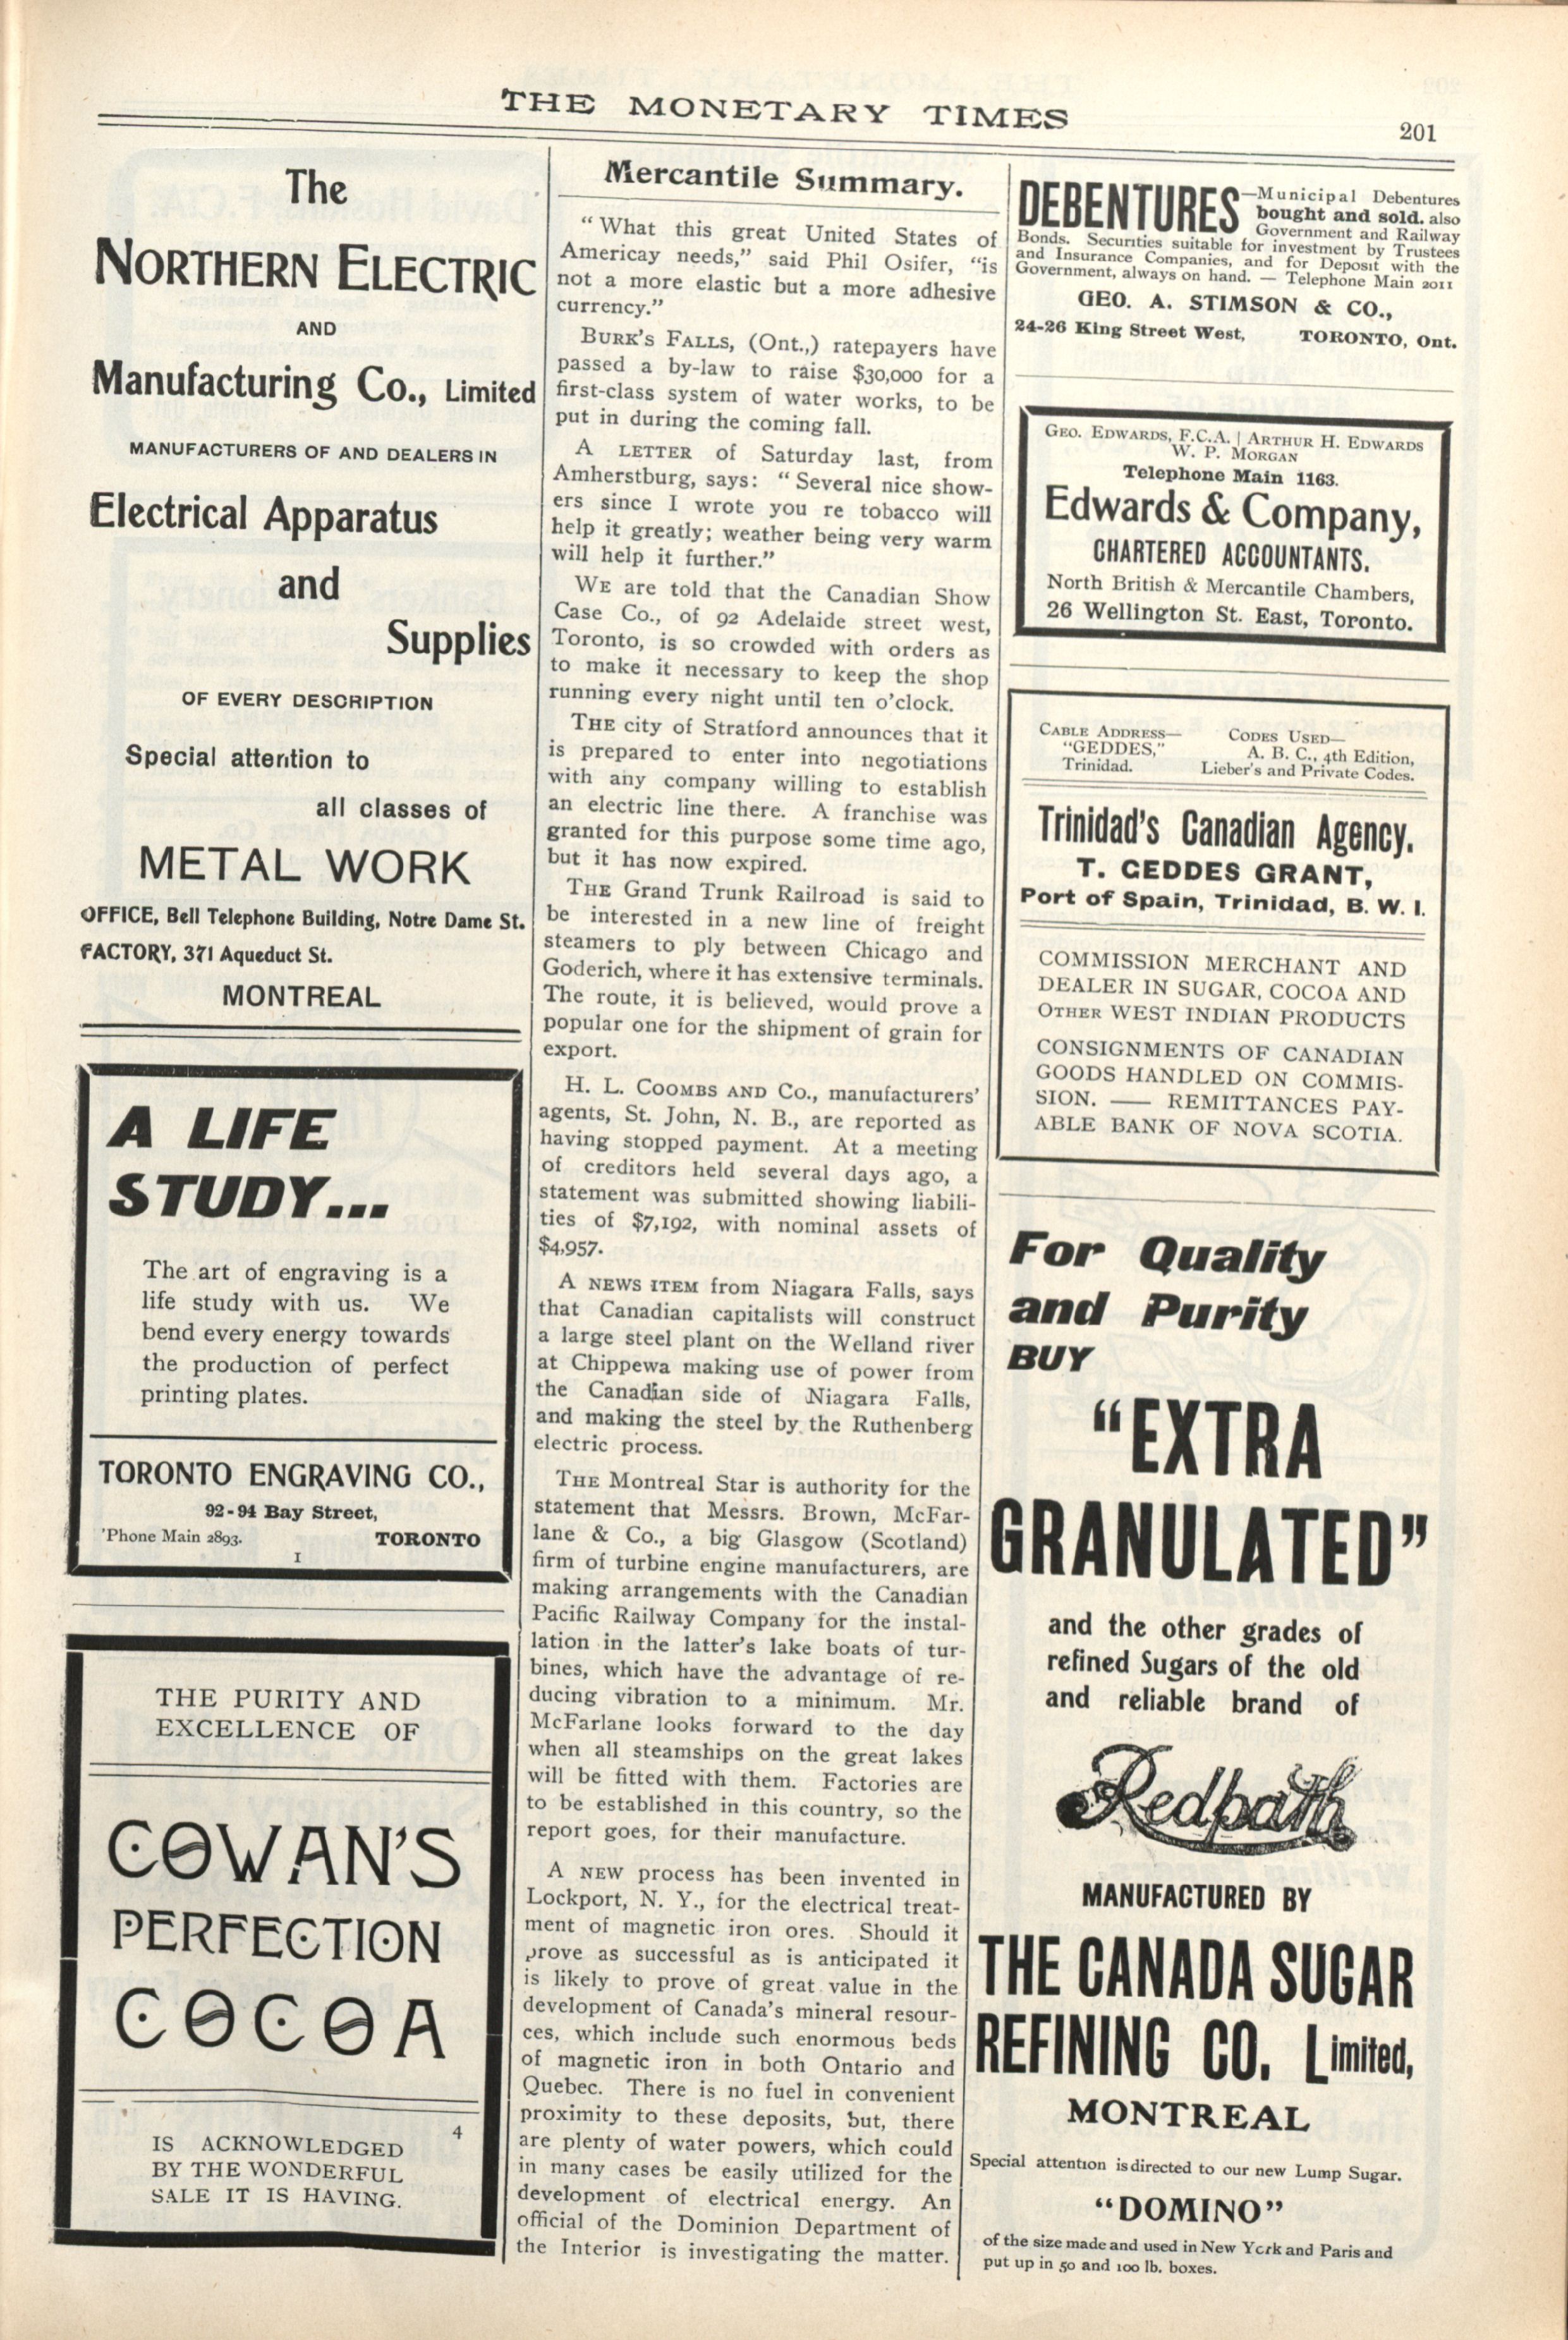 THE MONETARY TIMES
201
The
NORTHERN ELECTRIC
AND
Manufacturing Co., Limited
MANUFACTURERS OF AND DEALERS IN
Electrical Apparatus
and
Supplies
OF EVERY DESCRIPTION
Special attention to
all classes of
METAL WORK
OFFICE, Bell Telephone Building, Notre Dame St.
FACTORY, 371 Aqueduct St.
MONTREAL
A LIFE
STUDY...
The art of engraving is a
life study with us. We
bend every energy towards
the production of perfect
printing plates.
TORONTO ENGRAVING CO.,
92-94 Bay Street,
'Phone Main 2893. TORONTO
1
THE PURITY AND
EXCELLENCE OF
COWAN'S
PERFECTION
COCOA
4
IS ACKNOWLEDGED
BY THE WONDERFUL
SALE IT IS HAVING.
Mercantile Summary.
"What this great United States of
Americay needs," said Phil Osifer, "is
not a more elastic but a more adhesive
currency."
BURK'S FALLS, (Ont.,) ratepayers have
passed a by-law to raise $30,000 for a
first-class system of water works, to be
put in during the coming fall.
A LETTER of Saturday last, from
Amherstburg, says: "Several nice show-
ers since I wrote you re tobacco will
help it greatly; weather being very warm
will help it further."
WE are told that the Canadian Show
Case Co., of 92 Adelaide street west,
Toronto, is so crowded with orders as
to make it necessary to keep the shop
running every night until ten o'clock.
THE city of Stratford announces that it
is prepared to enter into negotiations
with any company willing to establish
an electric line there. A franchise was
granted for this purpose some time ago,
but it has now expired.
THE Grand Trunk Railroad is said to
be interested in a new line of freight
steamers to ply between Chicago and
Goderich, where it has extensive terminals.
The route, it is believed, would prove a
popular one for the shipment of grain for
export.
H. L. COOMBS AND Co., manufacturers'
agents, St. John, N. B., are reported as
having stopped payment. At a meeting
of creditors held several days ago, a
statement was submitted showing liabili-
ties of $7,192, with nominal assets of
$4,957.
A NEWS ITEM from Niagara Falls, says
that Canadian capitalists will construct
a large steel plant on the Welland river
at Chippewa making use of power from
the Canadian side of Niagara Falls,
and making the steel by the Ruthenberg
electric process.
THE Montreal Star is authority for the
statement that Messrs. Brown, McFar-
lane & Co., a big Glasgow (Scotland)
firm of turbine engine manufacturers, are
making arrangements with the Canadian
Pacific Railway Company for the instal-
lation in the latter's lake boats of tur-
bines, which have the advantage of re-
ducing vibration to a minimum. Mr.
McFarlane looks forward to the day
when all steamships on the great lakes
will be fitted with them. Factories are
to be established in this country, so the
report goes, for their manufacture.
A NEW process has been invented in
Lockport, N. Y., for the electrical treat-
ment of magnetic iron ores. Should it
prove as successful as is anticipated it
is likely to prove of great value in the
development of Canada's mineral resour-
ces, which include such enormous beds
of magnetic iron in both Ontario and
Quebec. There is no fuel in convenient
proximity to these deposits, but, there
are plenty of water powers, which could
in many cases be easily utilized for the
development of electrical energy. An
official of the Dominion Department of
the Interior is investigating the matter.
DEBENTURES—Municipal Debentures
bought and sold. also
Government and Railway
Bonds. Securities suitable for investment by Trustees
and Insurance Companies, and for Deposit with the
Government, always on hand. — Telephone Main 2011
GEO. A. STIMSON & CO.,
24-26 King Street West, TORONTO, Ont.
GEO. EDWARDS, F.C.A. | ARTHUR H. EDWARDS
W. P. MORGAN
Telephone Main 1163.
Edwards & Company,
CHARTERED ACCOUNTANTS.
North British & Mercantile Chambers,
26 Wellington St. East, Toronto.
CABLE ADDRESS—
"GEDDES,"
Trinidad.
CODES USED—
A. B. C., 4th Edition,
Lieber's and Private Codes.
Trinidad's Canadian Agency.
T. GEDDES GRANT,
Port of Spain, Trinidad, B. W. I.
COMMISSION MERCHANT AND
DEALER IN SUGAR, COCOA AND
OTHER WEST INDIAN PRODUCTS
CONSIGNMENTS OF CANADIAN
GOODS HANDLED ON COMMIS-
SION. — REMITTANCES PAY-
ABLE BANK OF NOVA SCOTIA.
For Quality
and Purity
BUY
"EXTRA
GRANULATED"
and the other grades of
refined Sugars of the old
and reliable brand of
Redpath
MANUFACTURED BY
THE CANADA SUGAR
REFINING CO. Limited,
MONTREAL
Special attention is directed to our new Lump Sugar.
"DOMINO"
of the size made and used in New York and Paris and
put up in 50 and 100 lb. boxes.